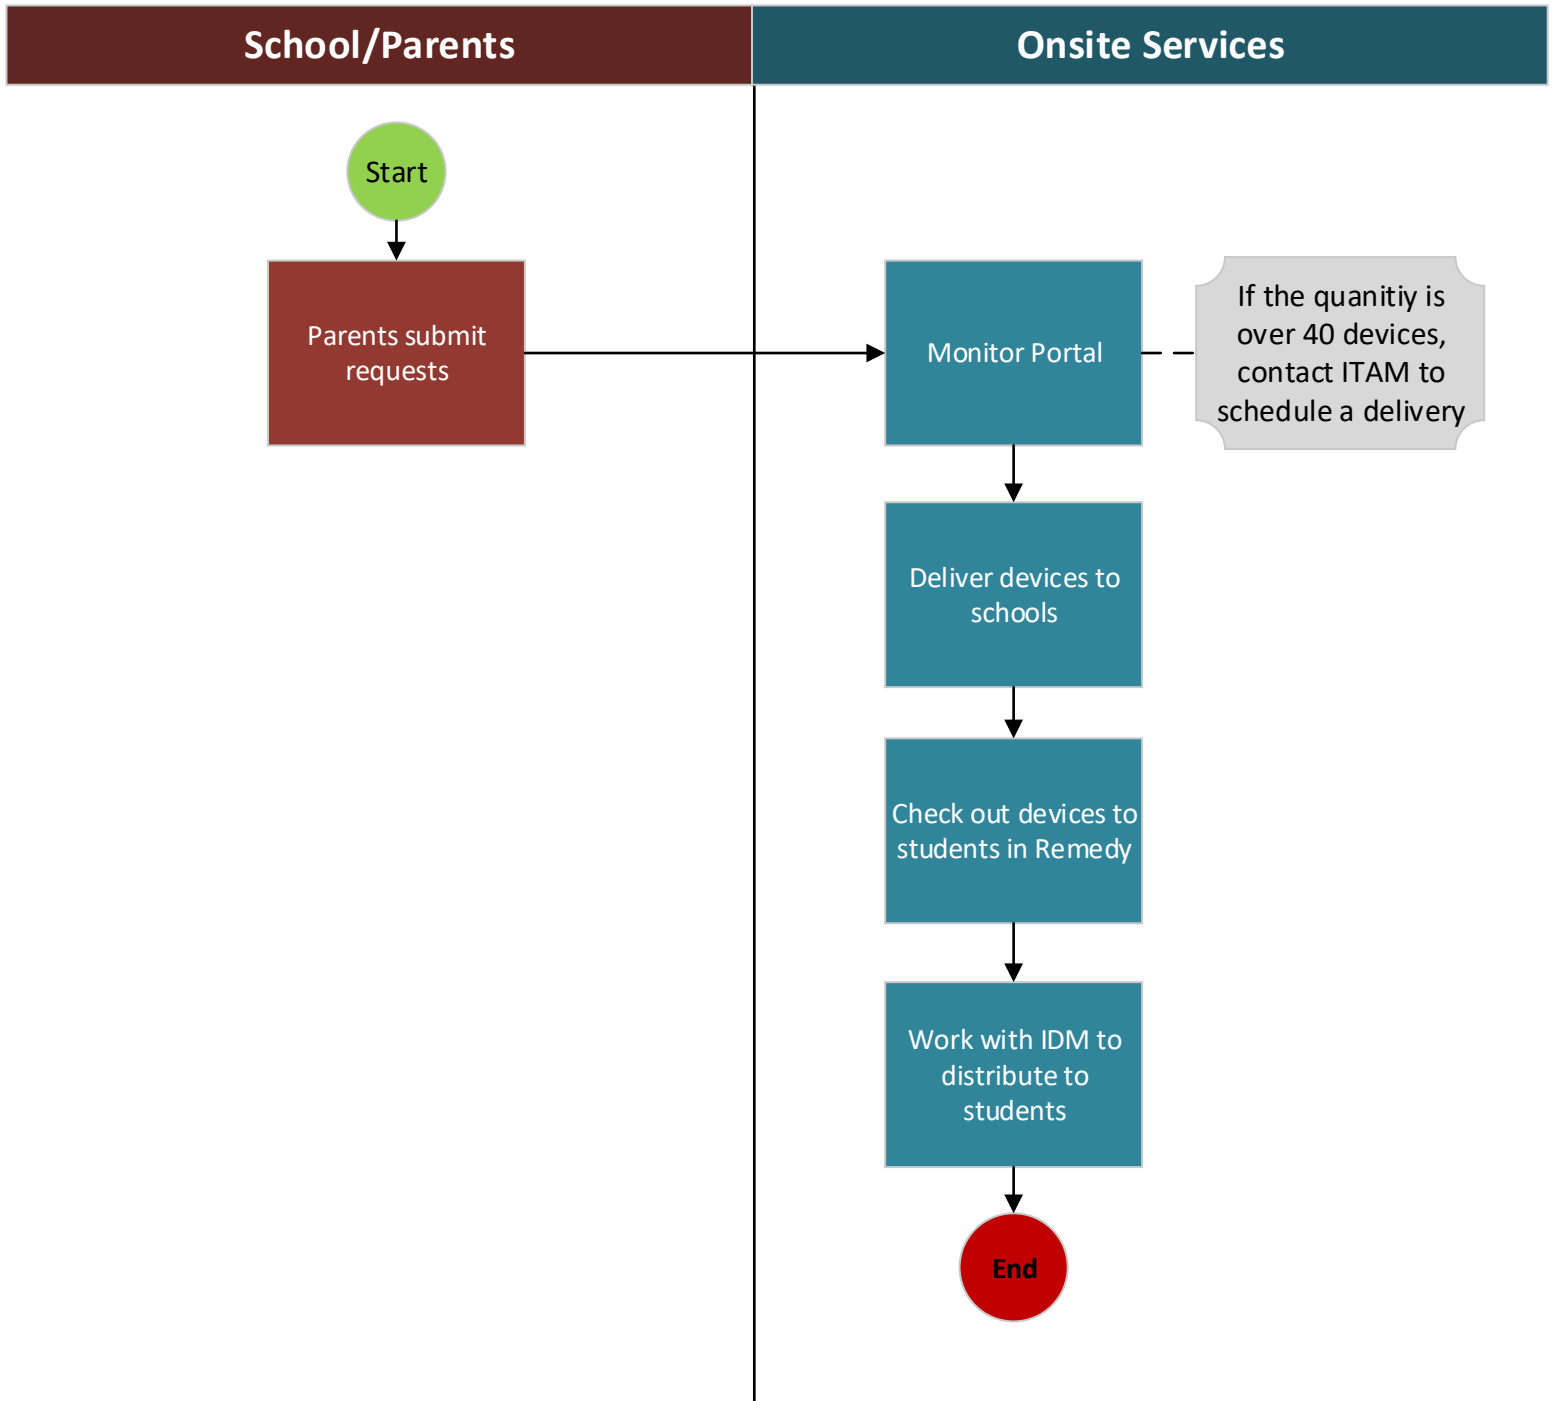 School/Parents
Onsite Services
Start
Parents submit
requests
Monitor Portal
If the quanitiy is
over 40 devices,
contact ITAM to
schedule a delivery
Deliver devices to
schools
Check out devices to
students in Remedy
Work with IDM to
distribute to
students
End